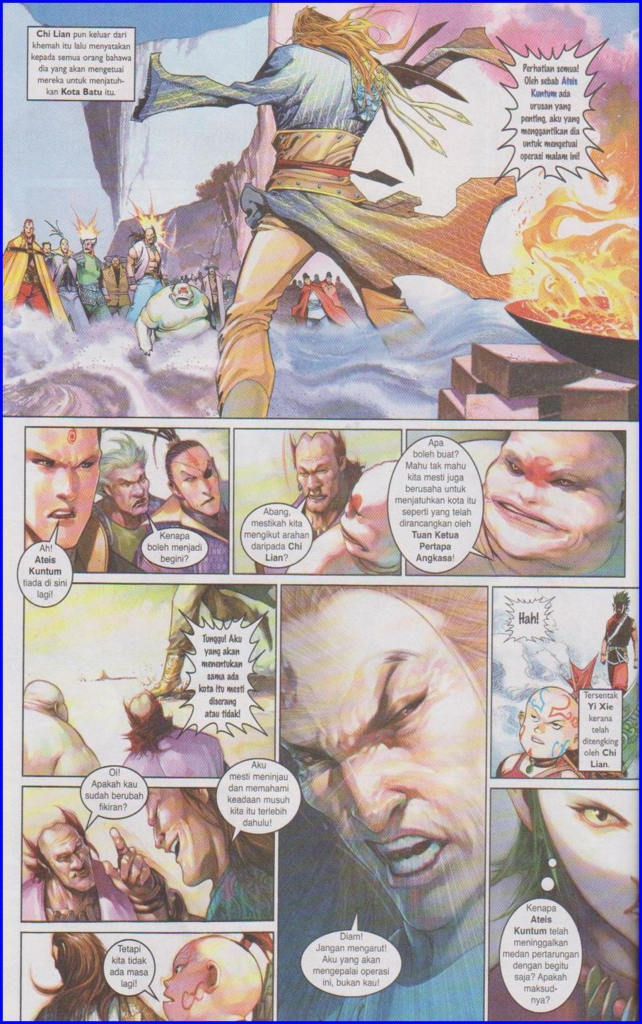 Chi Lian pun keluar dari
khemah itu lalu menyatakan
kepada semua orang bahawa
dia yang akan mengetuai
mereka untuk menjatuh-
kan Kota Batu itu.
Perhatian semua!
Oleh sebab Ateis
Kuntum ada
urusan yang
penting, aku yang
menggantikan dia
untuk mengetuai
operasi malam ini!
Ah!
Ateis
Kuntum
tiada di sini
lagi!
Kenapa
boleh menjadi
begini?
Abang,
mestikah kita
mengikut arahan
daripada Chi
Lian?
Apa
boleh buat?
Mahu tak mahu
kita mesti juga
berusaha untuk
menjatuhkan kota itu
seperti yang telah
dirancangkan oleh
Tuan Ketua
Pertapa
Angkasa!
Tunggu! Aku
yang akan
menentukan
sama ada
kota itu mesti
diserang
atau tidak!
Oi!
Apakah kau
sudah berubah
fikiran?
Aku
mesti meninjau
dan memahami
keadaan musuh
kita itu terlebih
dahulu!
Tetapi
kita tidak
ada masa
lagi!
Diam!
Jangan mengarut!
Aku yang akan
mengepalai operasi
ini, bukan kau!
Hah!
Tersentak
Yi Xie
kerana
telah
ditengking
oleh Chi
Lian.
Kenapa
Ateis
Kuntum telah
meninggalkan
medan pertarungan
dengan begitu
saja? Apakah
maksud-
nya?